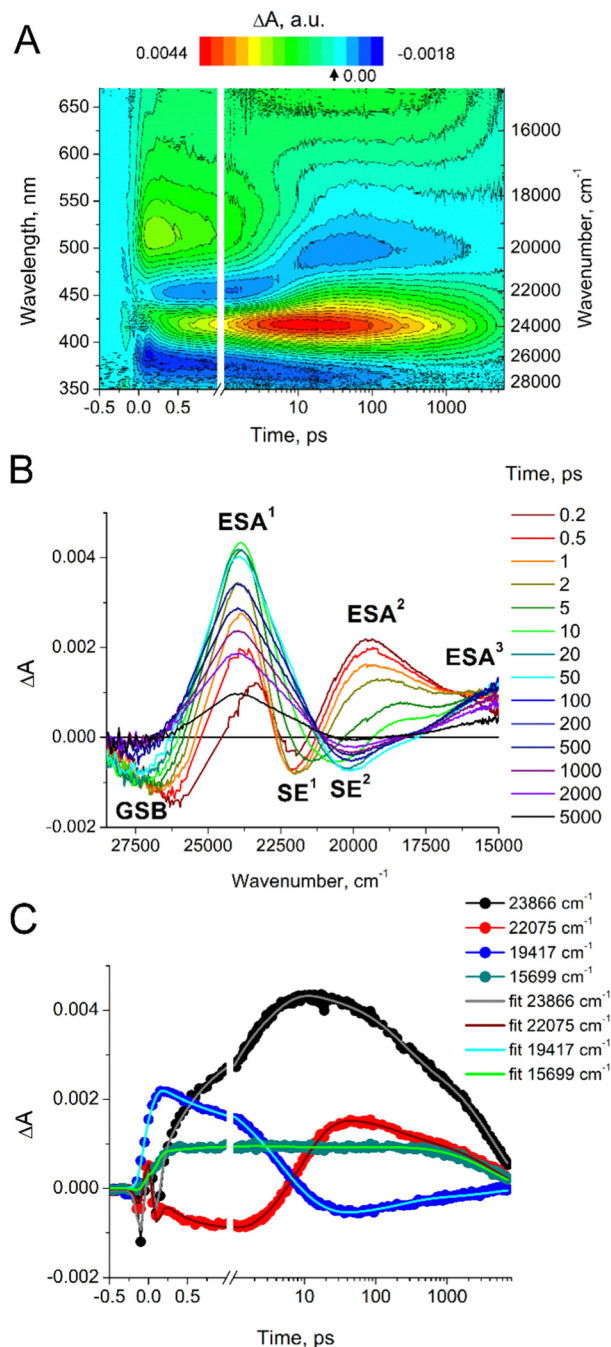 A
ΔA, a.u.
0.0044
-0.0018
0.00
Wavelength, nm
650
600
550
500
450
400
350
16000
18000
20000
22000
24000
26000
28000
Wavenumber, cm-1
-0.5 0.0 0.5 10 100 1000
Time, ps
B
Time, ps
0.2
0.5
1
2
5
10
20
50
100
200
500
1000
2000
5000
ESA1
ESA2
ESA3
GSB
SE1
SE2
ΔA
0.004
0.002
0.000
-0.002
27500 25000 22500 20000 17500 15000
Wavenumber, cm-1
C
23866 cm-1
22075 cm-1
19417 cm-1
15699 cm-1
fit 23866 cm-1
fit 22075 cm-1
fit 19417 cm-1
fit 15699 cm-1
ΔA
0.004
0.002
0.000
-0.002
-0.5 0.0 0.5 10 100 1000
Time, ps